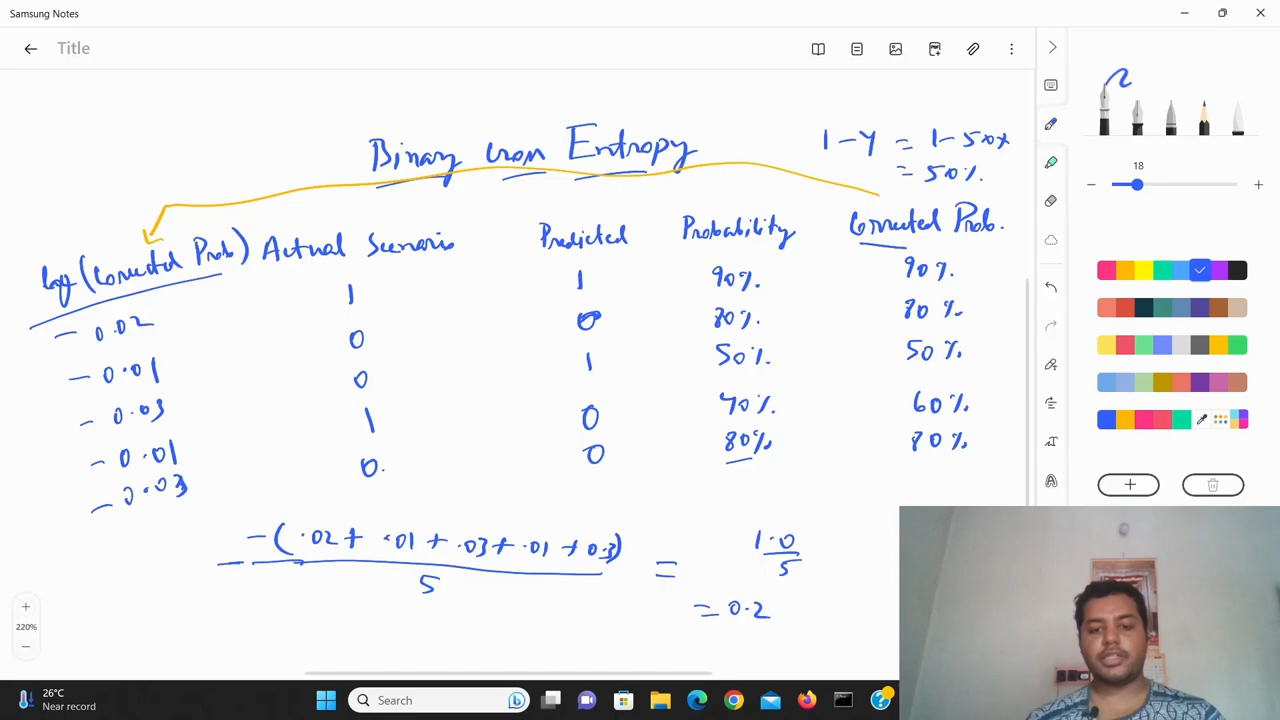 Samsung Notes
Title
18
Binary Cross Entropy
1-Y = 1-50%
= 50%.
log (Corrected Prob) Actual Scenario Predicted Probability Corrected Prob.
- 0.02 1 1 90% 90%
- 0.01 0 0 80% 80%
- 0.03 0 1 50% 50%
- 0.01 1 0 40% 60%
- 0.03 0 0 80% 80%
-(.02 + .01 + .03 + .01 + 0.3)
5
=
1.0
5
= 0.2
220%
26°C
Near record
Search